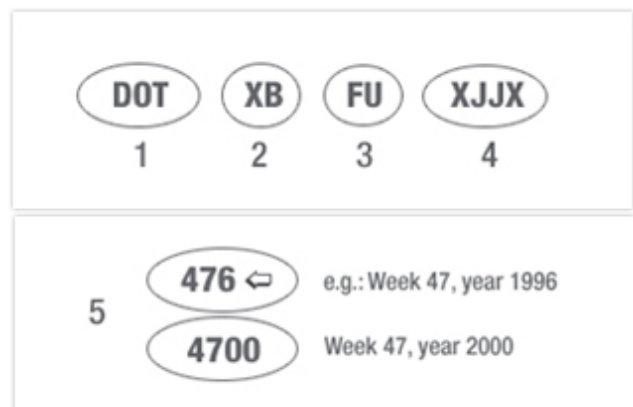 DOT XB FU XJJX
1 2 3 4
476 ⇦ e.g.: Week 47, year 1996
5
4700 Week 47, year 2000